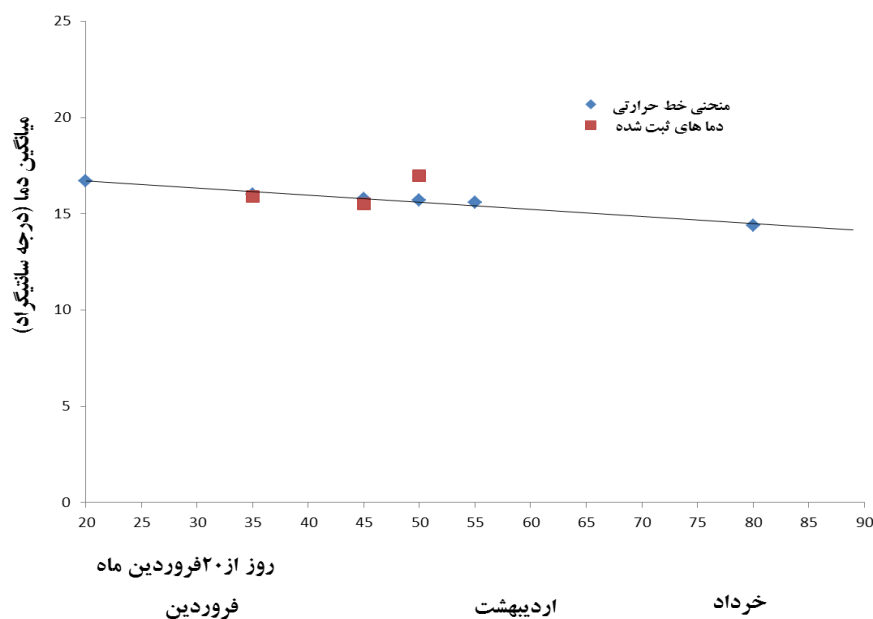 25
20
15
10
5
0
میانگین دما (درجه سانتیگراد)
منحنی خط حرارتی
دما های ثبت شده
20 25 30 35 40 45 50 55 60 65 70 75 80 85 90
روز از۲۰فروردین ماه
فروردین
اردیبهشت
خرداد